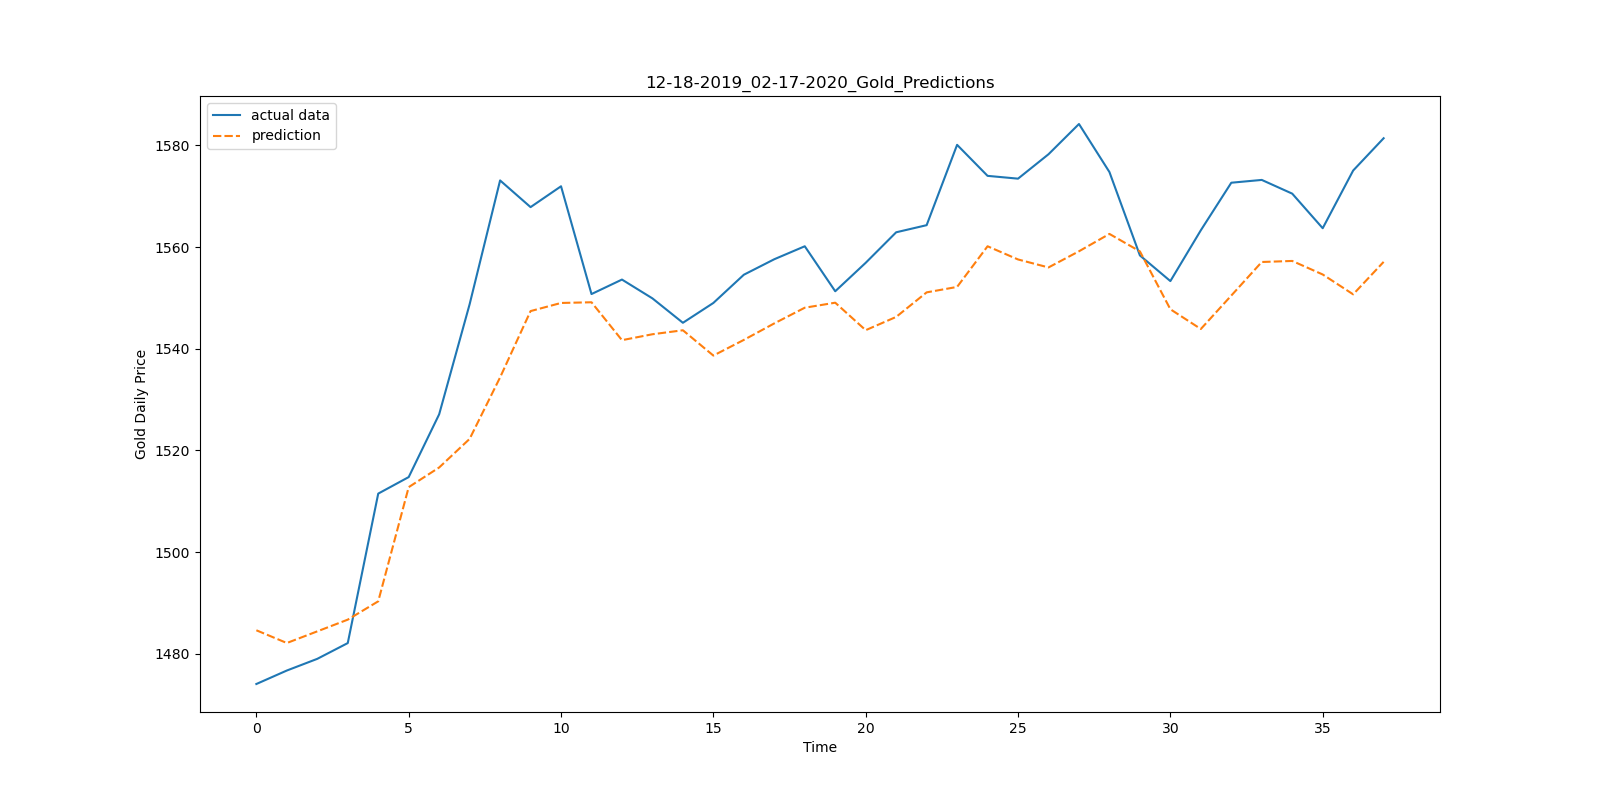 12-18-2019_02-17-2020_Gold_Predictions
actual data
prediction
1580
1560
1540
1520
1500
1480
Gold Daily Price
0 5 10 15 20 25 30 35
Time